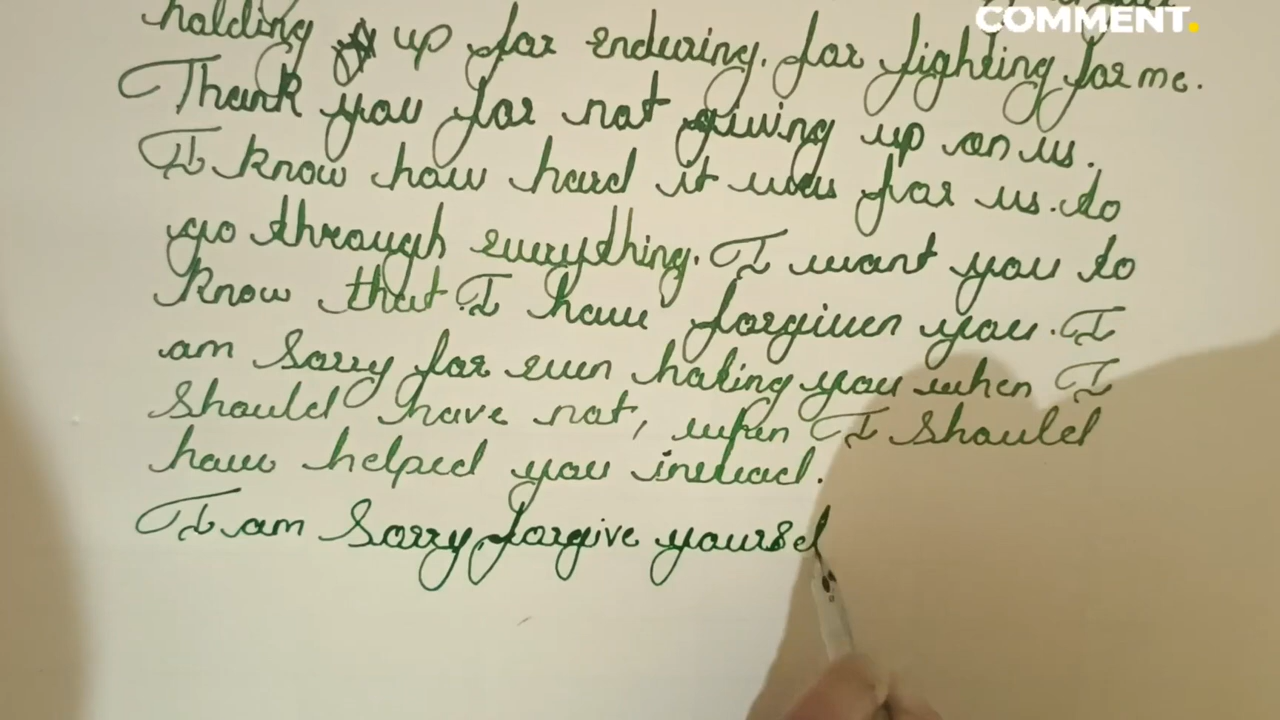 COMMENT.
holding up for enduring. for fighting for me.
Thank you for not giving up on us.
I know how hard it was for us. to
go through everything. I want you to
know that I have forgiven you. I
am sorry for even hating you when I
should have not, when I should
have helped you instead.
I am sorry forgive yoursel